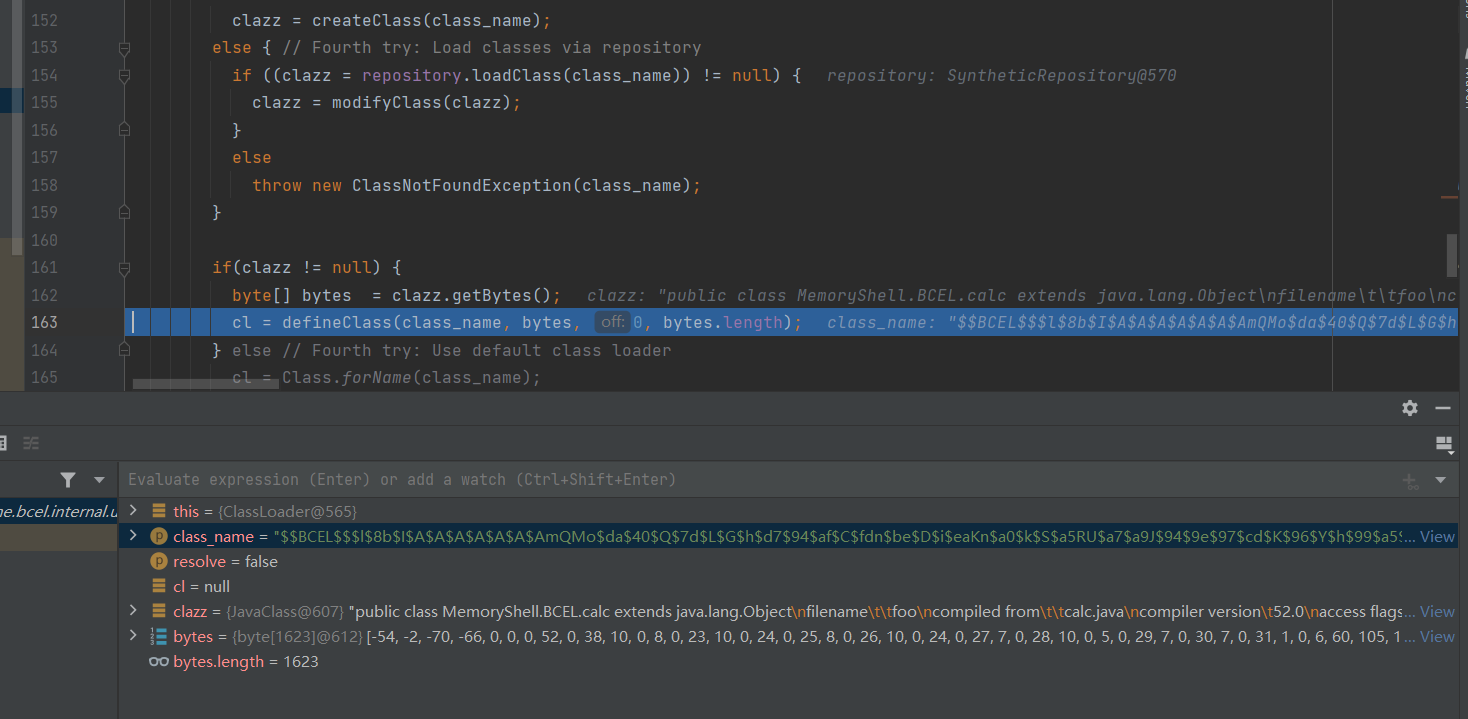 152 clazz = createClass(class_name);
153 else { // Fourth try: Load classes via repository
154 if ((clazz = repository.loadClass(class_name)) != null) { repository: SyntheticRepository@570
155 clazz = modifyClass(clazz);
156 }
157 else
158 throw new ClassNotFoundException(class_name);
159 }
160
161 if(clazz != null) {
162 byte[] bytes = clazz.getBytes(); clazz: "public class MemoryShell.BCEL.calc extends java.lang.Object\nfilename\t\tfoo\nc
163 cl = defineClass(class_name, bytes, off: 0, bytes.length); class_name: "$$BCEL$$$l$8b$I$A$A$A$A$A$A$AmQMo$da$40$Q$7d$L$G$h
164 } else // Fourth try: Use default class loader
165 cl = Class.forName(class_name);
Evaluate expression (Enter) or add a watch (Ctrl+Shift+Enter)
ne.bcel.internal.u
this = {ClassLoader@565}
class_name = "$$BCEL$$$l$8b$I$A$A$A$A$A$A$AmQMo$da$40$Q$7d$L$G$h$d7$94$af$C$fdn$be$D$i$eaKn$a0$k$S$a5RU$a7$a9J$94$9e$97$cd$K$96$Y$h$99$a5$... View
resolve = false
cl = null
clazz = {JavaClass@607} "public class MemoryShell.BCEL.calc extends java.lang.Object\nfilename\t\tfoo\ncompiled from\t\tcalc.java\ncompiler version\t52.0\naccess flags... View
bytes = {byte[1623]@612} [-54, -2, -70, -66, 0, 0, 0, 52, 0, 38, 10, 0, 8, 0, 23, 10, 0, 24, 0, 25, 8, 0, 26, 10, 0, 24, 0, 27, 7, 0, 28, 10, 0, 5, 0, 29, 7, 0, 30, 7, 0, 31, 1, 0, 6, 60, 105, 1... View
bytes.length = 1623